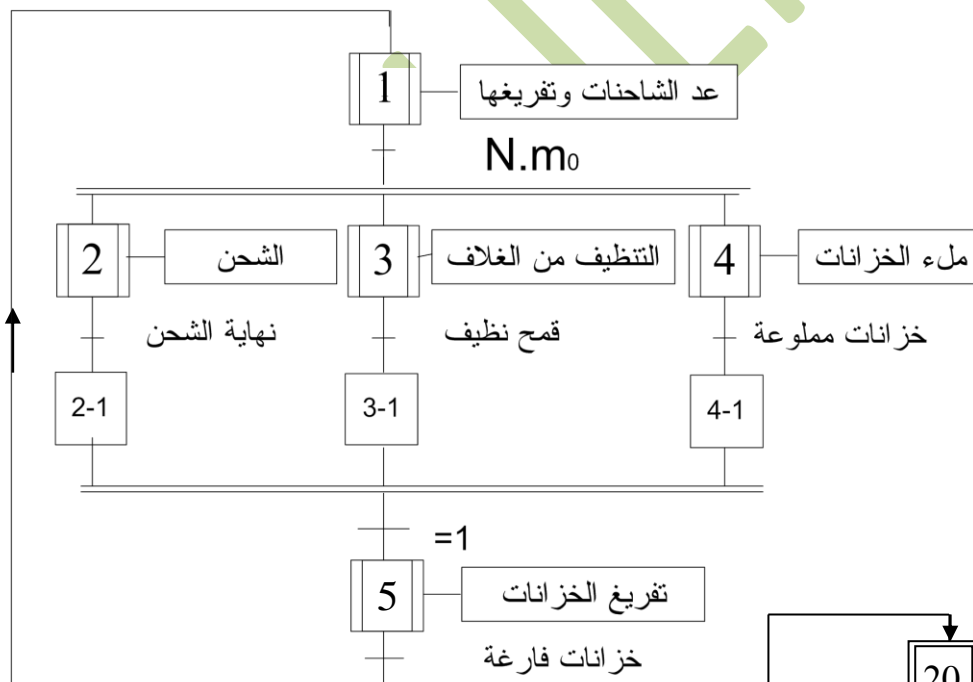 1
عد الشاحنات وتفريغها
N.m₀
2
الشحن
3
التنظيف من الغلاف
4
ملء الخزانات
نهاية الشحن
قمح نظيف
خزانات مملوعة
2-1
3-1
4-1
=1
5
تفريغ الخزانات
خزانات فارغة
20